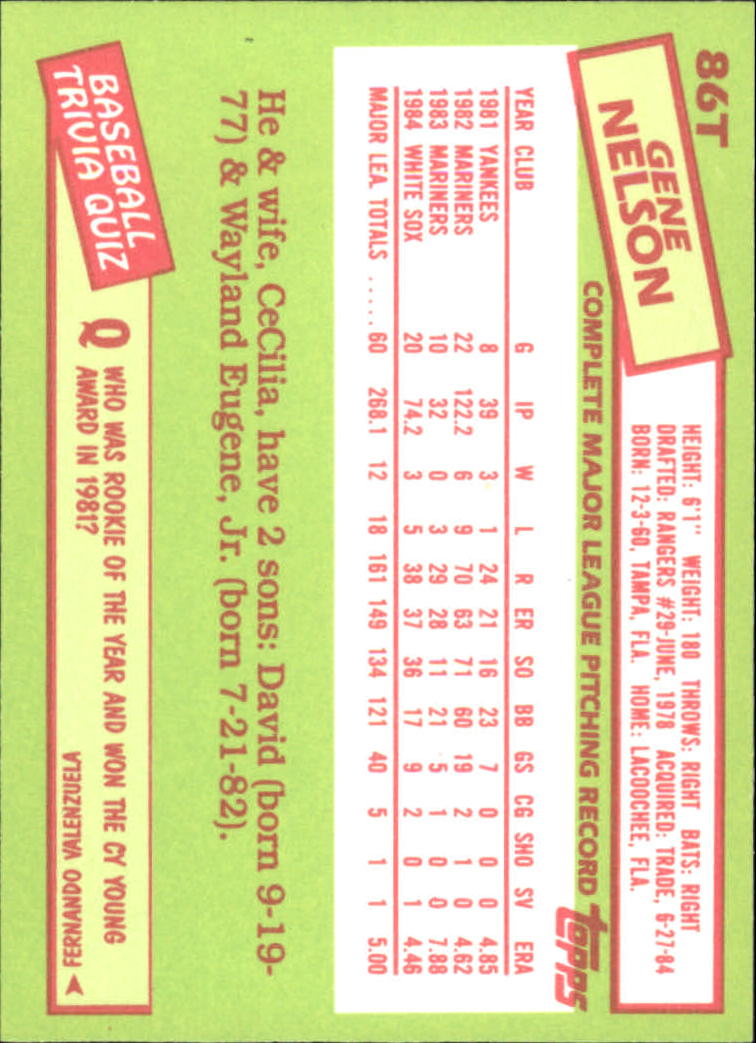 86T
GENE
NELSON
HEIGHT: 6'1" WEIGHT: 180 THROWS: RIGHT BATS: RIGHT
DRAFTED: RANGERS #29-JUNE, 1978 ACQUIRED: TRADE, 6-27-84
BORN: 12-3-60, TAMPA, FLA. HOME: LACOOCHEE, FLA.
COMPLETE MAJOR LEAGUE PITCHING RECORD topps
YEAR CLUB G IP W L R ER SO BB GS CG SHO SV ERA
1981 YANKEES 8 39 3 1 24 21 16 23 7 0 0 0 4.85
1982 MARINERS 22 122.2 6 9 70 63 71 60 19 2 1 0 4.62
1983 MARINERS 10 32 0 3 29 28 11 21 5 1 0 0 7.88
1984 WHITE SOX 20 74.2 3 5 38 37 36 17 9 2 0 1 4.46
MAJOR LEA. TOTALS ...... 60 268.1 12 18 161 149 134 121 40 5 1 1 5.00
He & wife, CeCilia, have 2 sons: David (born 9-19-
77) & Wayland Eugene, Jr. (born 7-21-82).
BASEBALL
TRIVIA QUIZ
Q WHO WAS ROOKIE OF THE YEAR AND WON THE CY YOUNG
AWARD IN 1981?
FERNANDO VALENZUELA